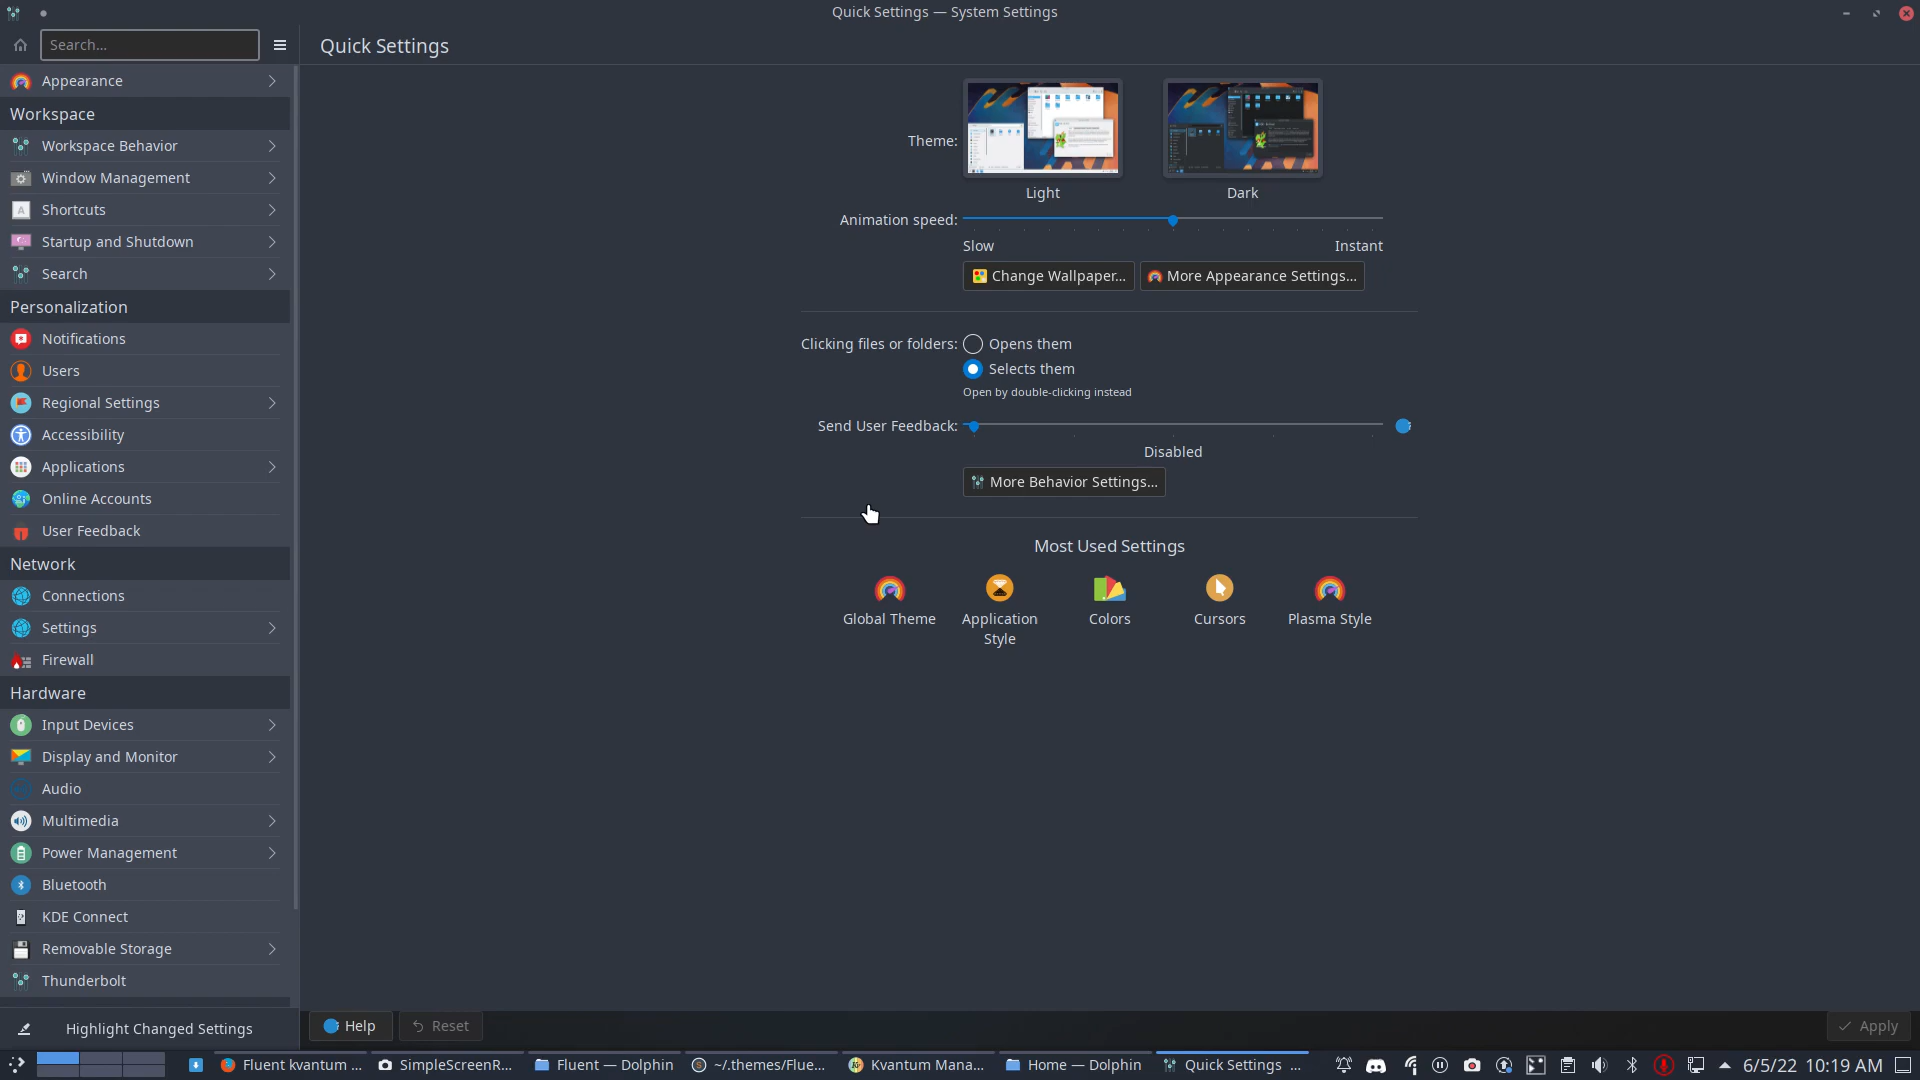 Quick Settings — System Settings
Search...
Quick Settings
Appearance
Workspace
Workspace Behavior
Window Management
Shortcuts
Startup and Shutdown
Search
Personalization
Notifications
Users
Regional Settings
Accessibility
Applications
Online Accounts
User Feedback
Network
Connections
Settings
Firewall
Hardware
Input Devices
Display and Monitor
Audio
Multimedia
Power Management
Bluetooth
KDE Connect
Removable Storage
Thunderbolt
Highlight Changed Settings
Theme:
Light
Dark
Animation speed:
Slow
Instant
Change Wallpaper...
More Appearance Settings...
Clicking files or folders:
Opens them
Selects them
Open by double-clicking instead
Send User Feedback:
Disabled
More Behavior Settings...
Most Used Settings
Global Theme
Application
Style
Colors
Cursors
Plasma Style
Help
Reset
Apply
Fluent kvantum ...
SimpleScreenR...
Fluent — Dolphin
~/.themes/Flue...
Kvantum Mana...
Home — Dolphin
Quick Settings ...
6/5/22 10:19 AM